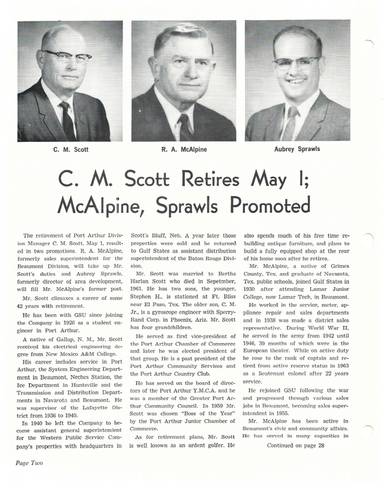 C. M. Scott
R. A. McAlpine
Aubrey Sprawls
C. M. Scott Retires May 1;
McAlpine, Sprawls Promoted
The retirement of Port Arthur Divis-
ion Manager C. M. Scott, May 1, result-
ed in two promotions. R. A. McAlpine,
formerly sales superintendent for the
Beaumont Division, will take up Mr.
Scott's duties and Aubrey Sprawls,
formerly director of area development,
will fill Mr. McAlpine's former post.
Mr. Scott climaxes a career of some
42 years with retirement.
He has been with GSU since joining
the Company in 1926 as a student en-
gineer in Port Arthur.
A native of Gallup, N. M., Mr. Scott
received his electrical engineering de-
gree from New Mexico A&M College.
His career includes service in Port
Arthur, the System Engineering Depart-
ment in Beaumont, Neches Station, the
Ice Department in Huntsville and the
Transmission and Distribution Depart-
ments in Navasota and Beaumont. He
was supervisor of the Lafayette Dis-
trict from 1936 to 1940.
In 1940 he left the Company to be-
come assistant general superintendent
for the Western Public Service Com-
pany's properties with headquarters in
Scott's Bluff, Neb. A year later those
properties were sold and he returned
to Gulf States as assistant distribution
superintendent of the Baton Rouge Divi-
sion.
Mr. Scott was married to Bertha
Harlan Scott who died in September,
1965. He has two sons, the younger,
Stephen H., is stationed at Ft. Bliss
near El Paso, Tex. The older son, C. M.
Jr., is a gyroscope engineer with Sperry-
Rand Corp. in Phoenix, Ariz. Mr. Scott
has four grandchildren.
He served as first vice-president of
the Port Arthur Chamber of Commerce
and later he was elected president of
that group. He is a past president of the
Port Arthur Community Services and
the Port Arthur Country Club.
He has served on the board of direc-
tors of the Port Arthur Y.M.C.A. and he
was a member of the Greater Port Ar-
thur Community Council. In 1959 Mr.
Scott was chosen "Boss of the Year"
by the Port Arthur Junior Chamber of
Commerce.
As for retirement plans, Mr. Scott
is well known as an ardent golfer. He
also spends much of his free time re-
building antique furniture, and plans to
build a fully equipped shop at the rear
of his home soon after he retires.
Mr. McAlpine, a native of Grimes
County, Tex, and graduate of Navasota,
Tex, public schools, joined Gulf States in
1930 after attending Lamar Junior
College, now Lamar Tech, in Beaumont.
He worked in the service, meter, ap-
pliance repair and sales departments
and in 1938 was made a district sales
representative. During World War II,
he served in the army from 1942 until
1946, 39 months of which were in the
European theater. While on active duty
he rose to the rank of captain and re-
tired from active reserve status in 1963
as a lieutenant colonel after 22 years
service.
He rejoined GSU following the war
and progressed through various sales
jobs in Beaumont, becoming sales super-
intendent in 1955.
Mr. McAlpine has been active in
Beaumont's civic and community affairs.
He has served in many capacities in
Continued on page 28
Page Two